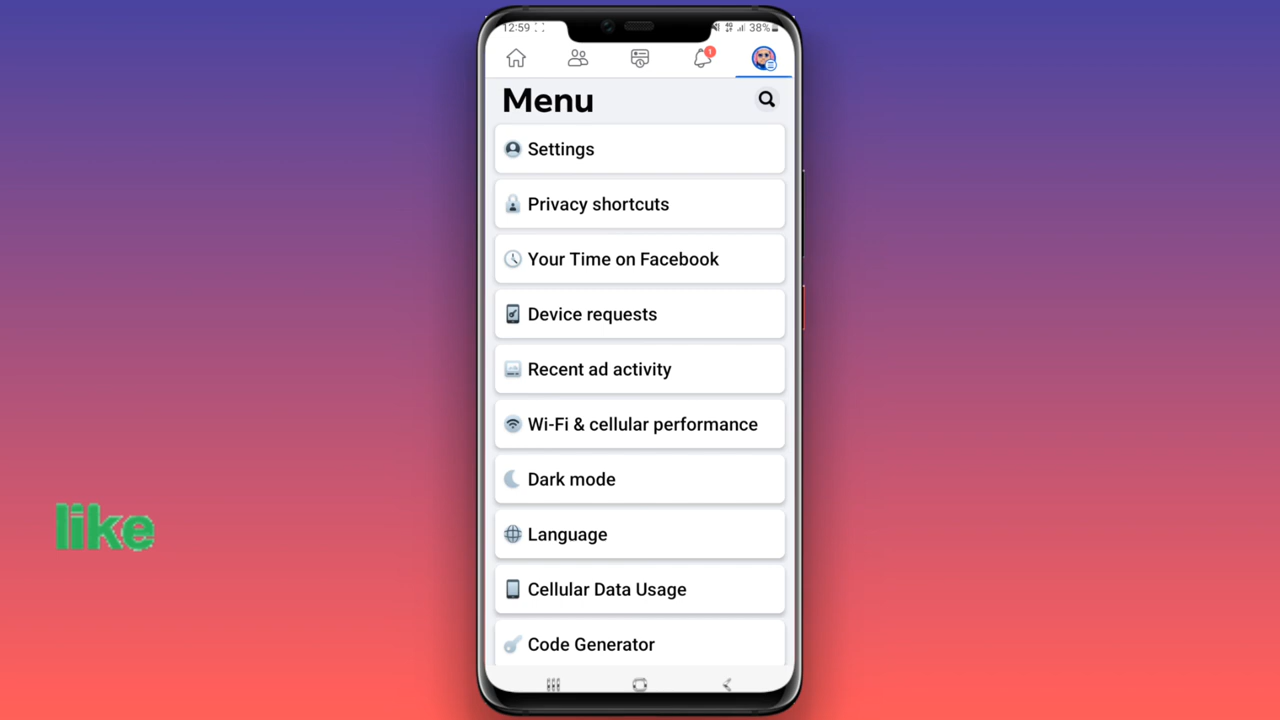 12:59
38%
1
Menu
Settings
Privacy shortcuts
Your Time on Facebook
Device requests
Recent ad activity
Wi-Fi & cellular performance
Dark mode
Language
Cellular Data Usage
Code Generator
like